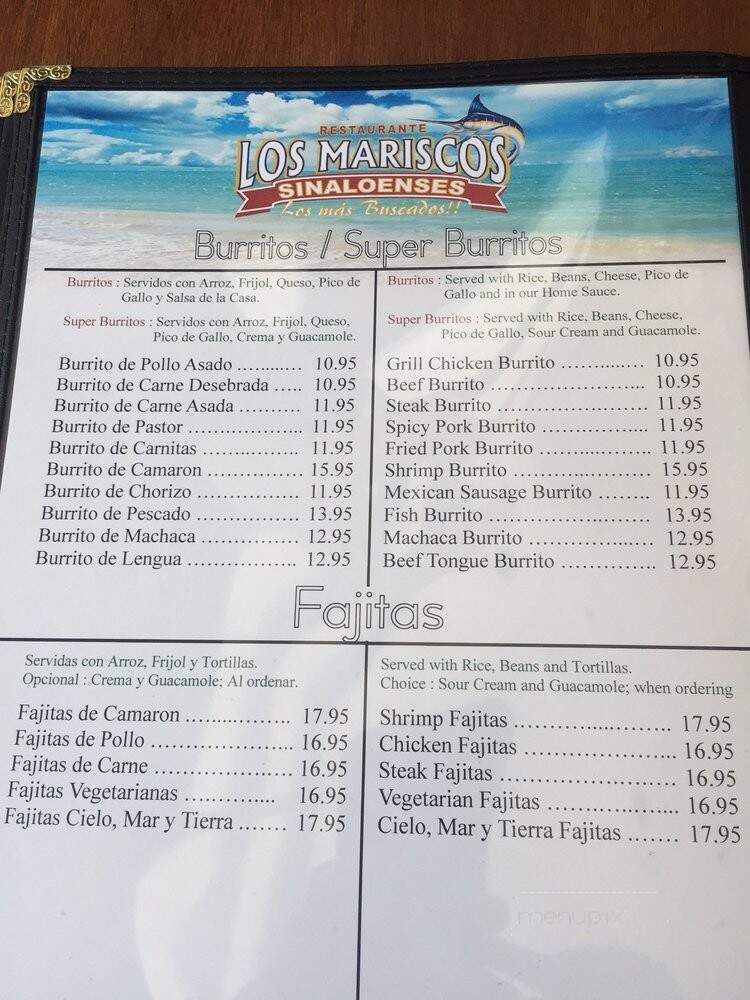 RESTAURANTE
LOS MARISCOS
SINALOENSES
Los más Buscados!!
Burritos / Super Burritos
Burritos : Servidos con Arroz, Frijol, Queso, Pico de
Gallo y Salsa de la Casa.
Super Burritos : Servidos con Arroz, Frijol, Queso,
Pico de Gallo, Crema y Guacamole.
Burrito de Pollo Asado ............ 10.95
Burrito de Carne Desebrada ..... 10.95
Burrito de Carne Asada .......... 11.95
Burrito de Pastor .................... 11.95
Burrito de Carnitas ................. 11.95
Burrito de Camaron ................ 15.95
Burrito de Chorizo .................. 11.95
Burrito de Pescado .................. 13.95
Burrito de Machaca ................ 12.95
Burrito de Lengua ................... 12.95
Burritos : Served with Rice, Beans, Cheese, Pico de
Gallo and in our Home Sauce.
Super Burritos : Served with Rice, Beans, Cheese,
Pico de Gallo, Sour Cream and Guacamole.
Grill Chicken Burrito .............. 10.95
Beef Burrito .......................... 10.95
Steak Burrito .......................... 11.95
Spicy Pork Burrito .................. 11.95
Fried Pork Burrito .................. 11.95
Shrimp Burrito ...................... 15.95
Mexican Sausage Burrito ........ 11.95
Fish Burrito ........................... 13.95
Machaca Burrito ..................... 12.95
Beef Tongue Burrito .............. 12.95
Fajitas
Servidas con Arroz, Frijol y Tortillas.
Opcional : Crema y Guacamole; Al ordenar.
Fajitas de Camaron ................. 17.95
Fajitas de Pollo ...................... 16.95
Fajitas de Carne ...................... 16.95
Fajitas Vegetarianas ............... 16.95
Fajitas Cielo, Mar y Tierra ....... 17.95
Served with Rice, Beans and Tortillas.
Choice : Sour Cream and Guacamole; when ordering
Shrimp Fajitas ......................... 17.95
Chicken Fajitas ........................ 16.95
Steak Fajitas ........................... 16.95
Vegetarian Fajitas .................... 16.95
Cielo, Mar y Tierra Fajitas ........ 17.95
menupix